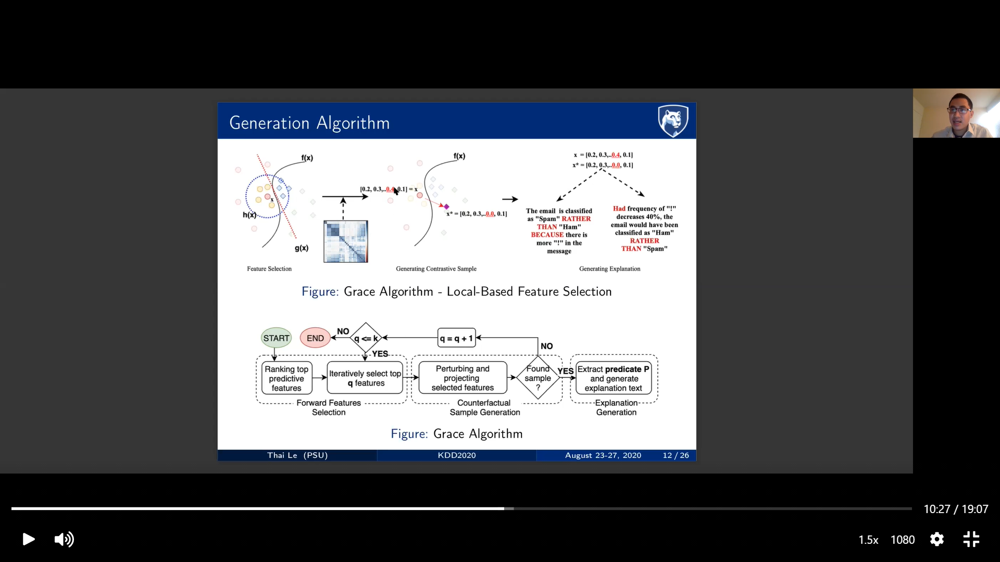 Generation Algorithm
f(x)
x
h(x)
g(x)
Feature Selection
f(x)
[0.2, 0.3,..0.4, 0.1] = x
x* = [0.2, 0.3,..0.0, 0.1]
Generating Contrastive Sample
x = [0.2, 0.3,..0.4, 0.1]
x* = [0.2, 0.3,..0.0, 0.1]
The email is classified
as "Spam" RATHER
THAN "Ham"
BECAUSE there is
more "!" in the
message
Had frequency of "!"
decreases 40%, the
email would have been
classified as "Ham"
RATHER
THAN "Spam"
Generating Explanation
Figure: Grace Algorithm - Local-Based Feature Selection
START
END
NO
q <= k
YES
q = q + 1
NO
Ranking top
predictive
features
Iteratively select top
q features
Forward Features
Selection
Perturbing and
projecting
selected features
Found
sample
?
YES
Counterfactual
Sample Generation
Extract predicate P
and generate
explanation text
Explanation
Generation
Figure: Grace Algorithm
Thai Le (PSU) KDD2020 August 23-27, 2020 12 / 26
10:27 / 19:07
1.5x 1080